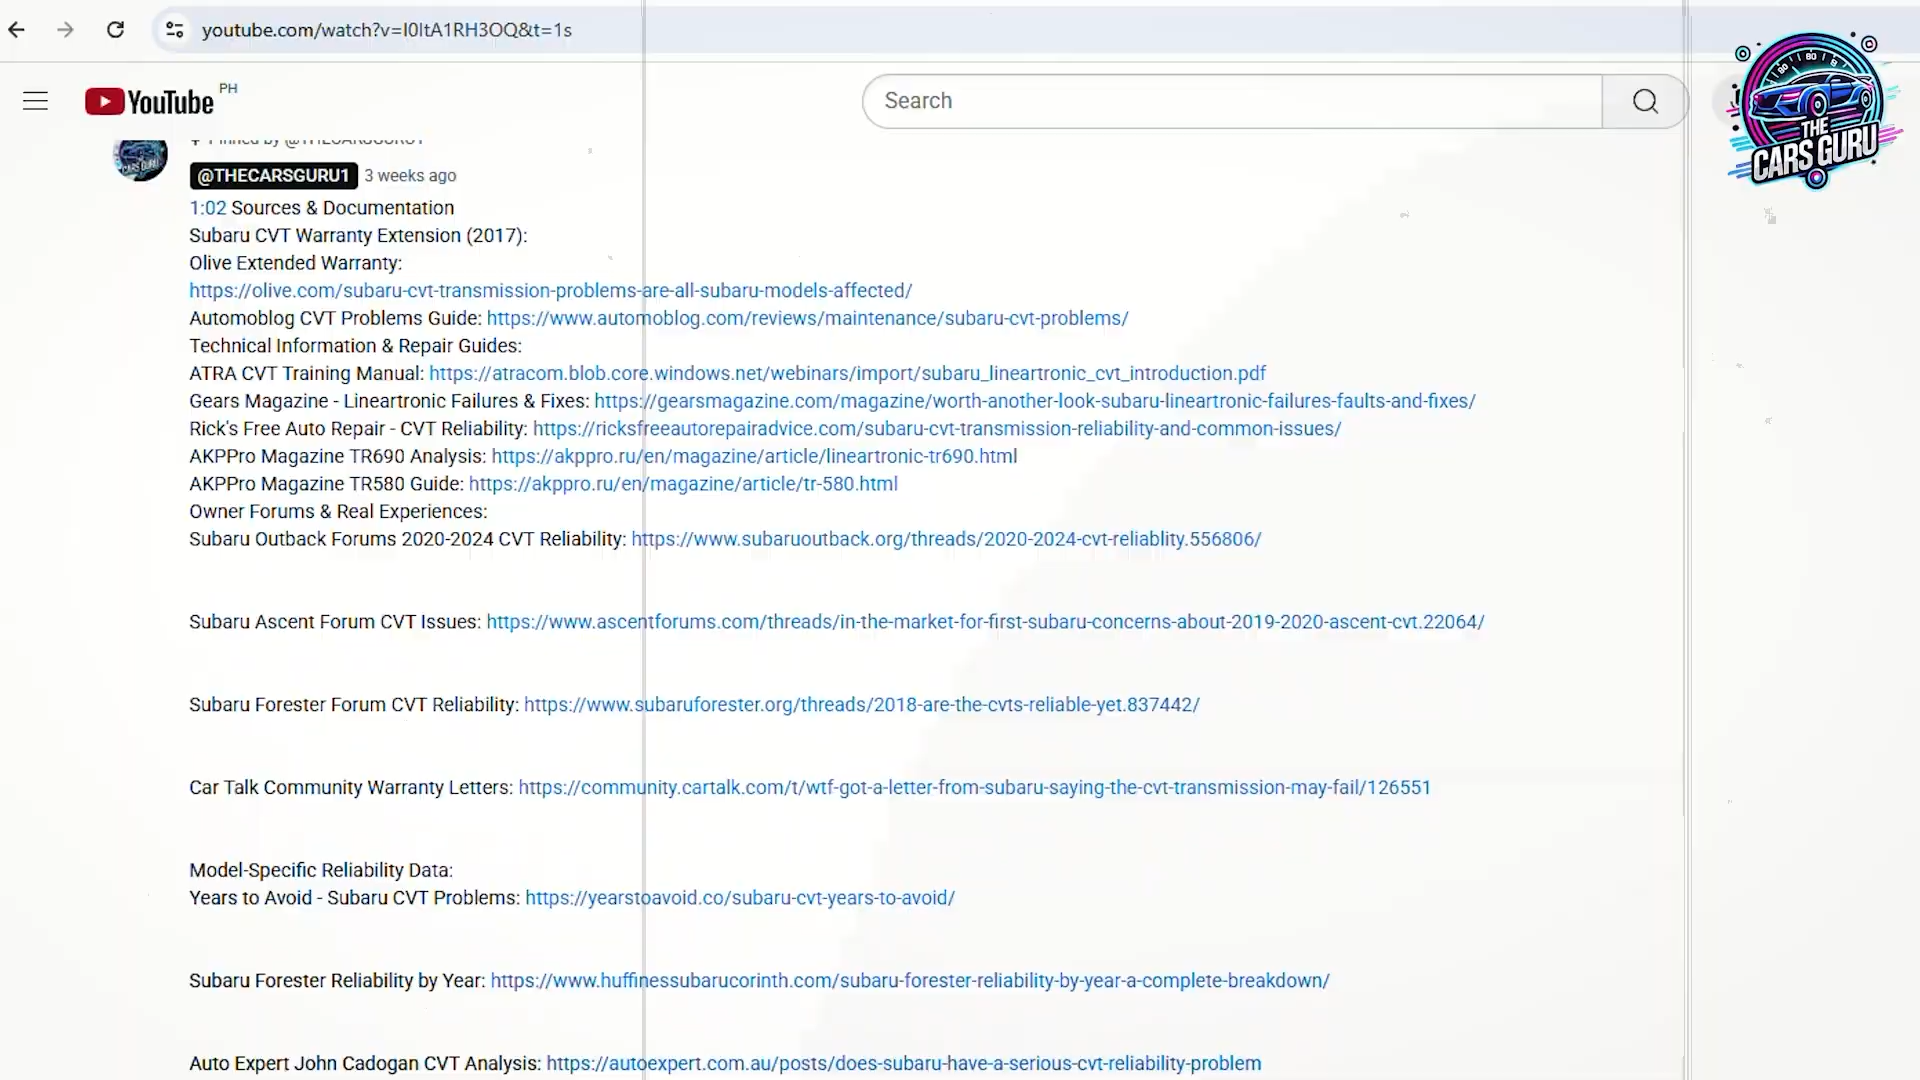 youtube.com/watch?v=I0ItA1RH3OQ&t=1s
YouTube PH
Search
THE
CARS GURU
Pinned by @THECARSGURU1
@THECARSGURU1 3 weeks ago
1:02 Sources & Documentation
Subaru CVT Warranty Extension (2017):
Olive Extended Warranty:
https://olive.com/subaru-cvt-transmission-problems-are-all-subaru-models-affected/
Automoblog CVT Problems Guide: https://www.automoblog.com/reviews/maintenance/subaru-cvt-problems/
Technical Information & Repair Guides:
ATRA CVT Training Manual: https://atracom.blob.core.windows.net/webinars/import/subaru_lineartronic_cvt_introduction.pdf
Gears Magazine - Lineartronic Failures & Fixes: https://gearsmagazine.com/magazine/worth-another-look-subaru-lineartronic-failures-faults-and-fixes/
Rick's Free Auto Repair - CVT Reliability: https://ricksfreeautorepairadvice.com/subaru-cvt-transmission-reliability-and-common-issues/
AKPPro Magazine TR690 Analysis: https://akppro.ru/en/magazine/article/lineartronic-tr690.html
AKPPro Magazine TR580 Guide: https://akppro.ru/en/magazine/article/tr-580.html
Owner Forums & Real Experiences:
Subaru Outback Forums 2020-2024 CVT Reliability: https://www.subaruoutback.org/threads/2020-2024-cvt-reliablity.556806/
Subaru Ascent Forum CVT Issues: https://www.ascentforums.com/threads/in-the-market-for-first-subaru-concerns-about-2019-2020-ascent-cvt.22064/
Subaru Forester Forum CVT Reliability: https://www.subaruforester.org/threads/2018-are-the-cvts-reliable-yet.837442/
Car Talk Community Warranty Letters: https://community.cartalk.com/t/wtf-got-a-letter-from-subaru-saying-the-cvt-transmission-may-fail/126551
Model-Specific Reliability Data:
Years to Avoid - Subaru CVT Problems: https://yearstoavoid.co/subaru-cvt-years-to-avoid/
Subaru Forester Reliability by Year: https://www.huffinessubarucorinth.com/subaru-forester-reliability-by-year-a-complete-breakdown/
Auto Expert John Cadogan CVT Analysis: https://autoexpert.com.au/posts/does-subaru-have-a-serious-cvt-reliability-problem